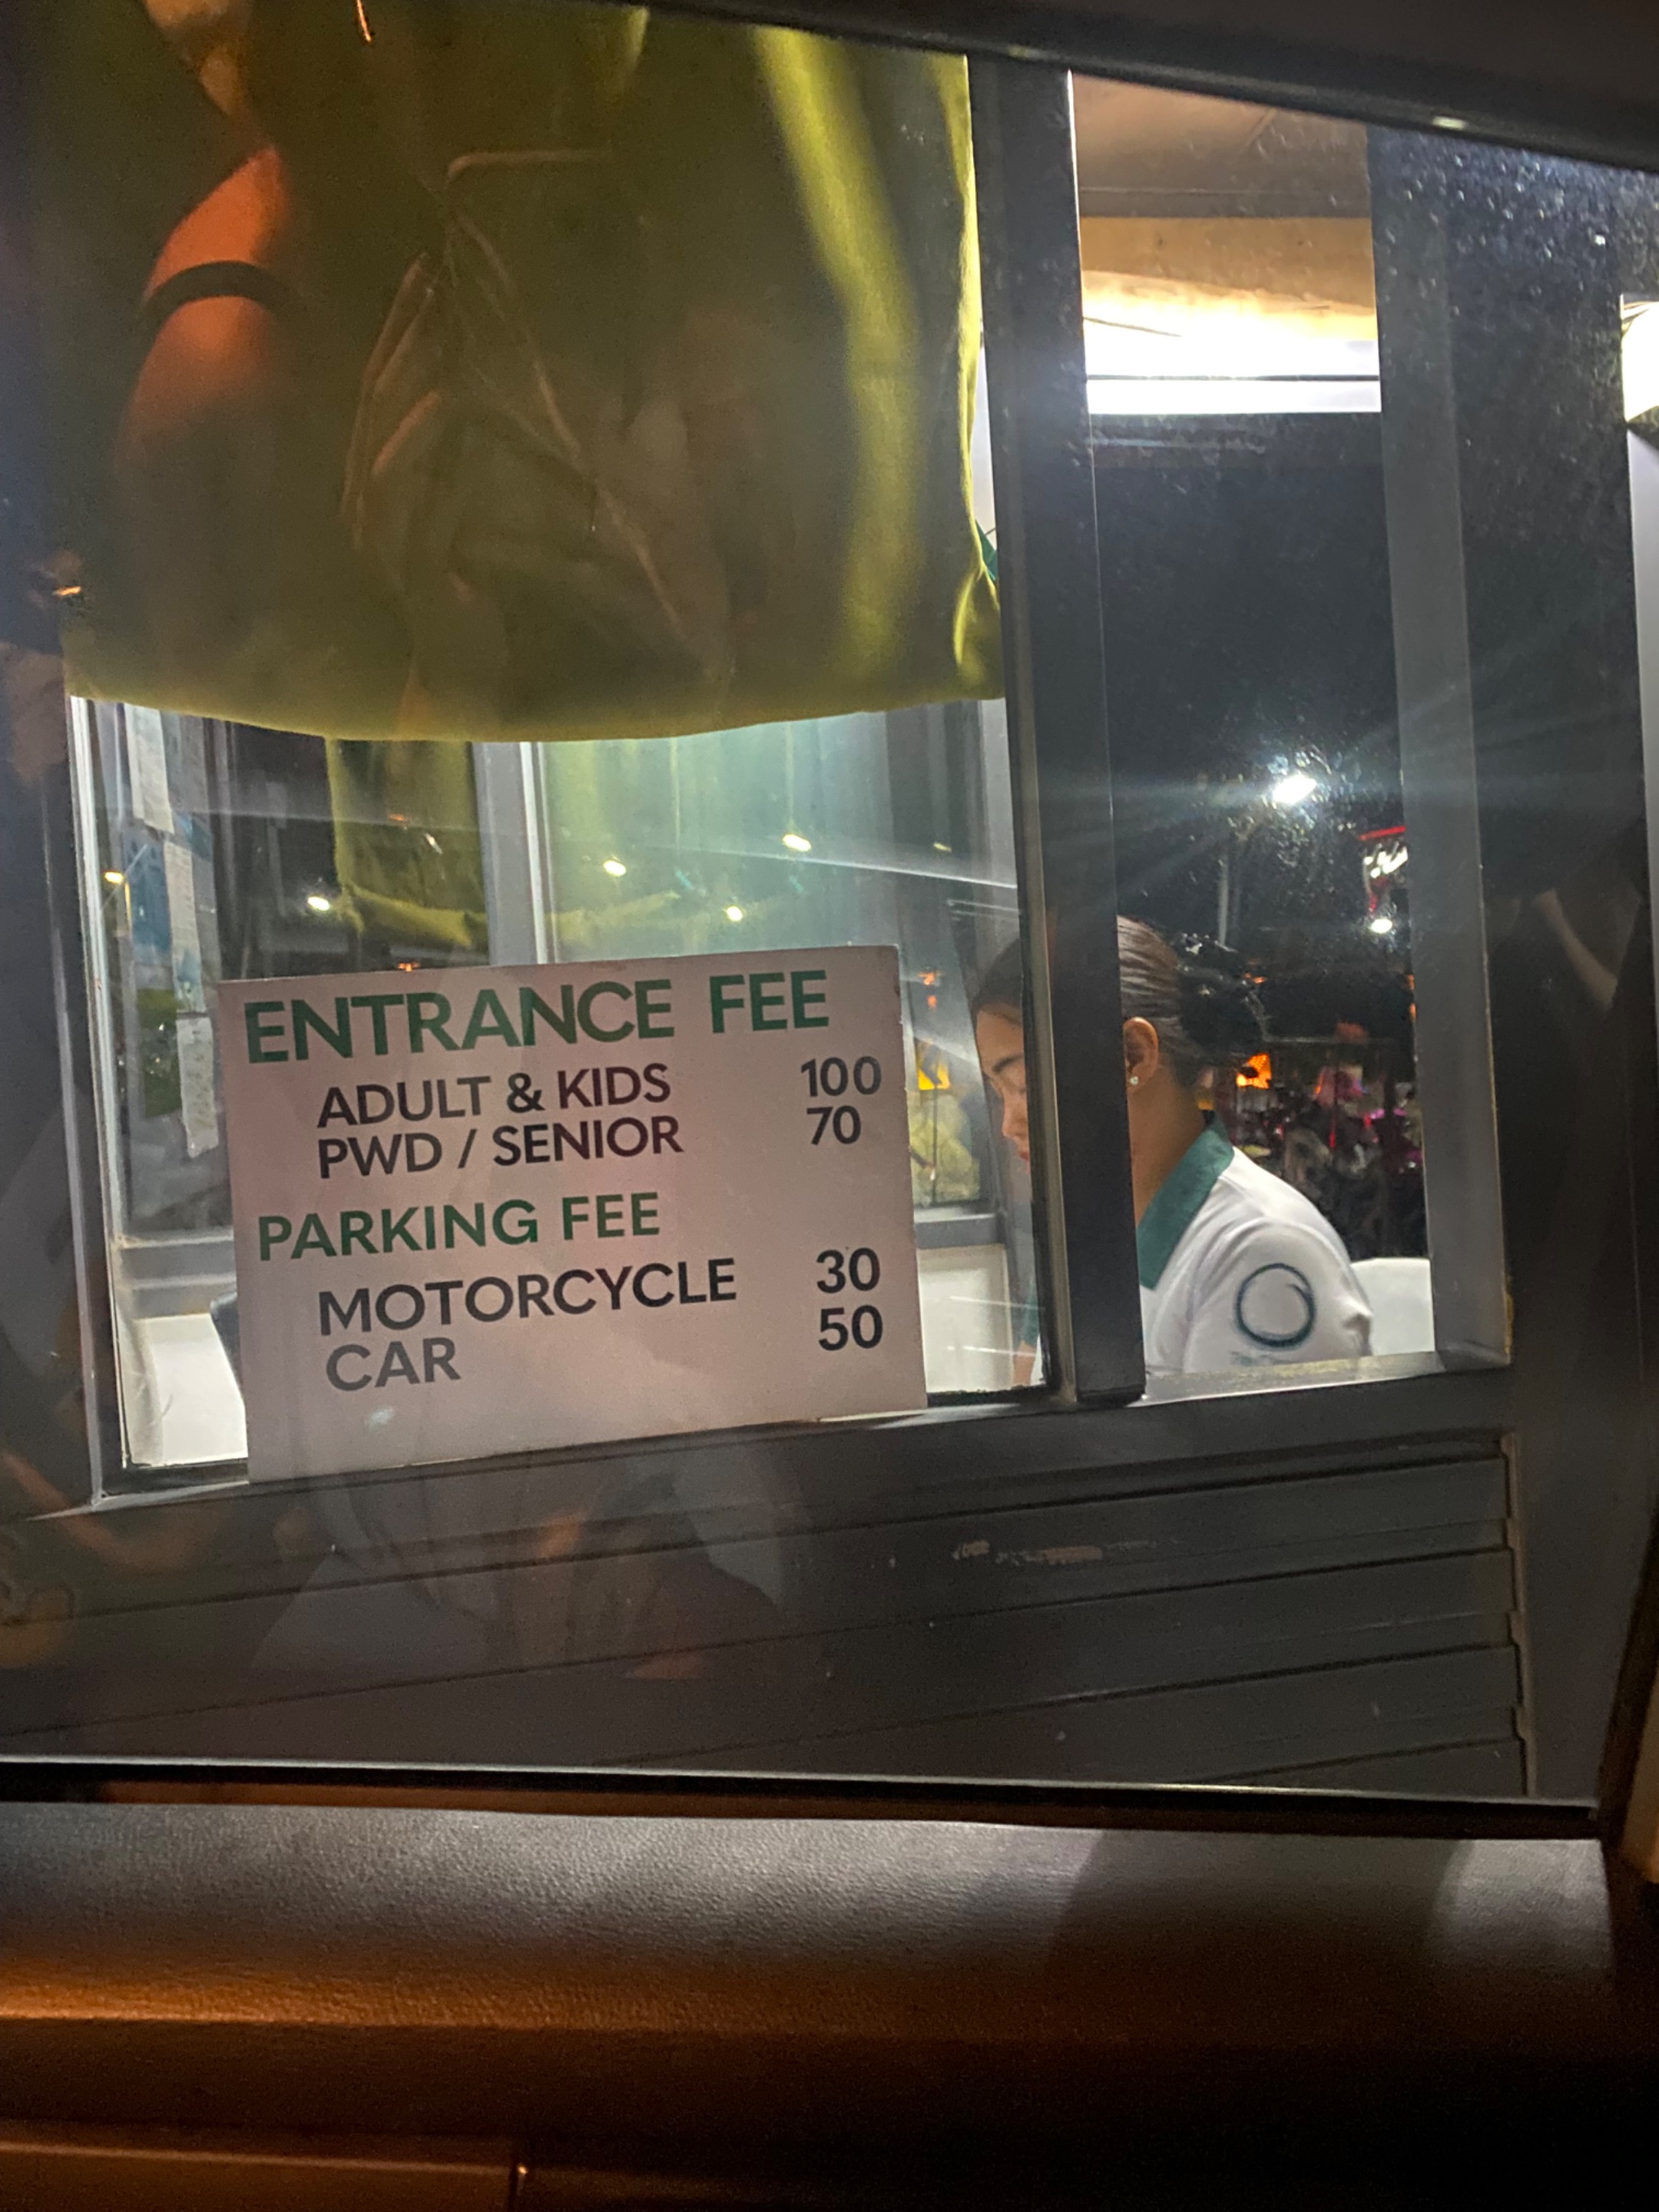 ENTRANCE FEE
ADULT & KIDS 100
PWD / SENIOR 70
PARKING FEE
MOTORCYCLE 30
CAR 50